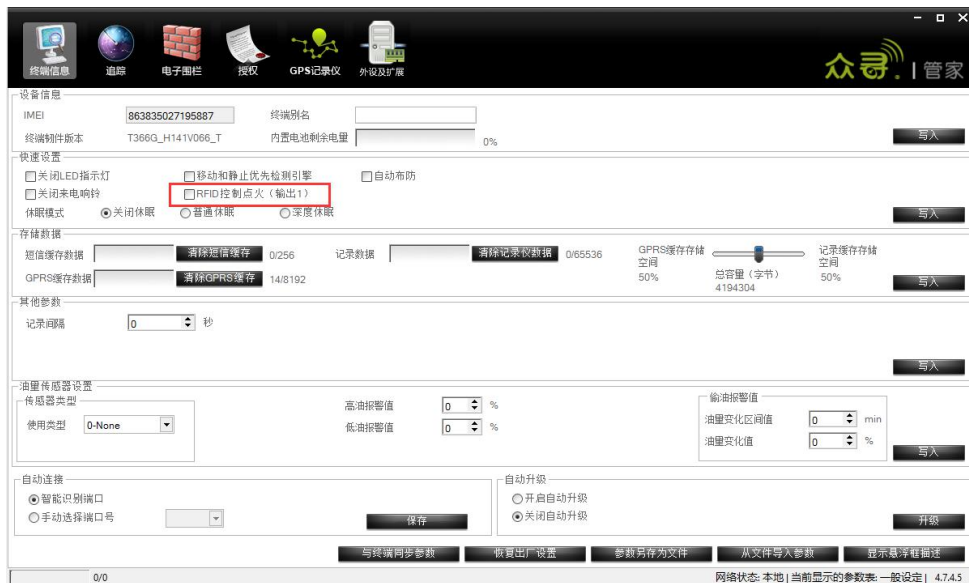 终端信息 追踪 电子围栏 授权 GPS记录仪 外设及扩展 众寻.|管家
设备信息
IMEI 863835027195887 终端别名
终端韧件版本 T366G_H141V066_T 内置电池剩余电量 0% 写入
快速设置
关闭LED指示灯 移动和静止优先检测引擎 自动布防
关闭来电响铃 RFID控制点火（输出1）
休眠模式 关闭休眠 普通休眠 深度休眠 写入
存储数据
短信缓存数据 清除短信缓存 0/256 记录数据 清除记录仪数据 0/65536 GPRS缓存存储空间 50% 总容量（字节） 4194304 记录缓存存储空间 50%
GPRS缓存数据 清除GPRS缓存 14/8192 写入
其他参数
记录间隔 0 秒
写入
油量传感器设置
传感器类型 输油报警值
使用类型 0-None 高油报警值 0 % 油量变化区间值 0 min
低油报警值 0 % 油量变化值 0 %
写入
自动连接 自动升级
智能识别端口 开启自动升级
手动选择端口号 保存 关闭自动升级 升级
与终端同步参数 恢复出厂设置 参数另存为文件 从文件导入参数 显示悬浮框描述
0/0 网络状态: 本地 | 当前显示的参数表: 一般设定 | 4.7.4.5